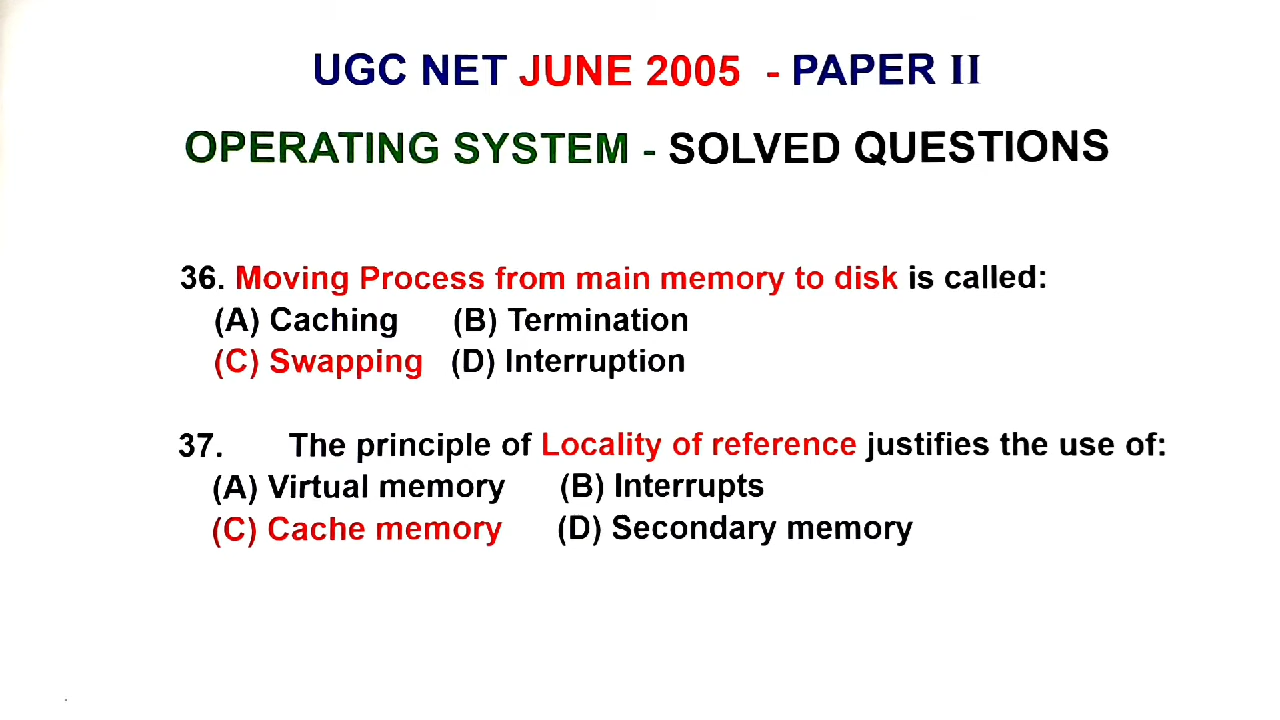 UGC NET JUNE 2005 - PAPER II
OPERATING SYSTEM - SOLVED QUESTIONS
36. Moving Process from main memory to disk is called:
(A) Caching (B) Termination
(C) Swapping (D) Interruption
37. The principle of Locality of reference justifies the use of:
(A) Virtual memory (B) Interrupts
(C) Cache memory (D) Secondary memory